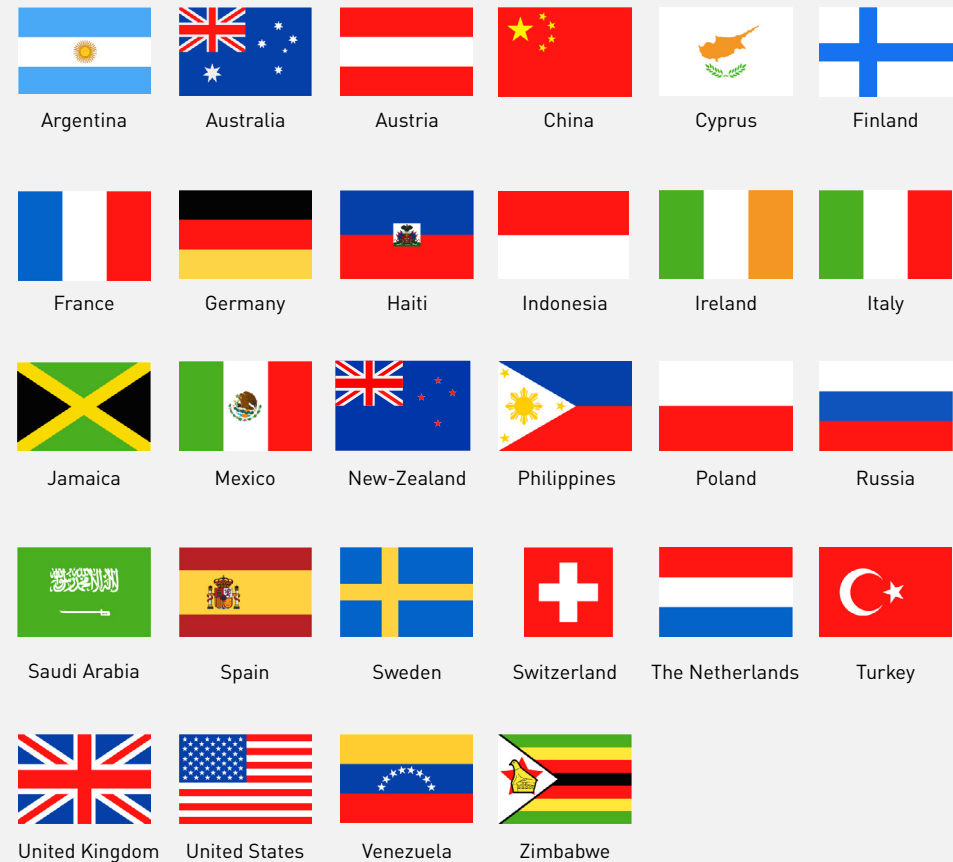 Argentina Australia Austria China Cyprus Finland
France Germany Haiti Indonesia Ireland Italy
Jamaica Mexico New-Zealand Philippines Poland Russia
Saudi Arabia Spain Sweden Switzerland The Netherlands Turkey
United Kingdom United States Venezuela Zimbabwe